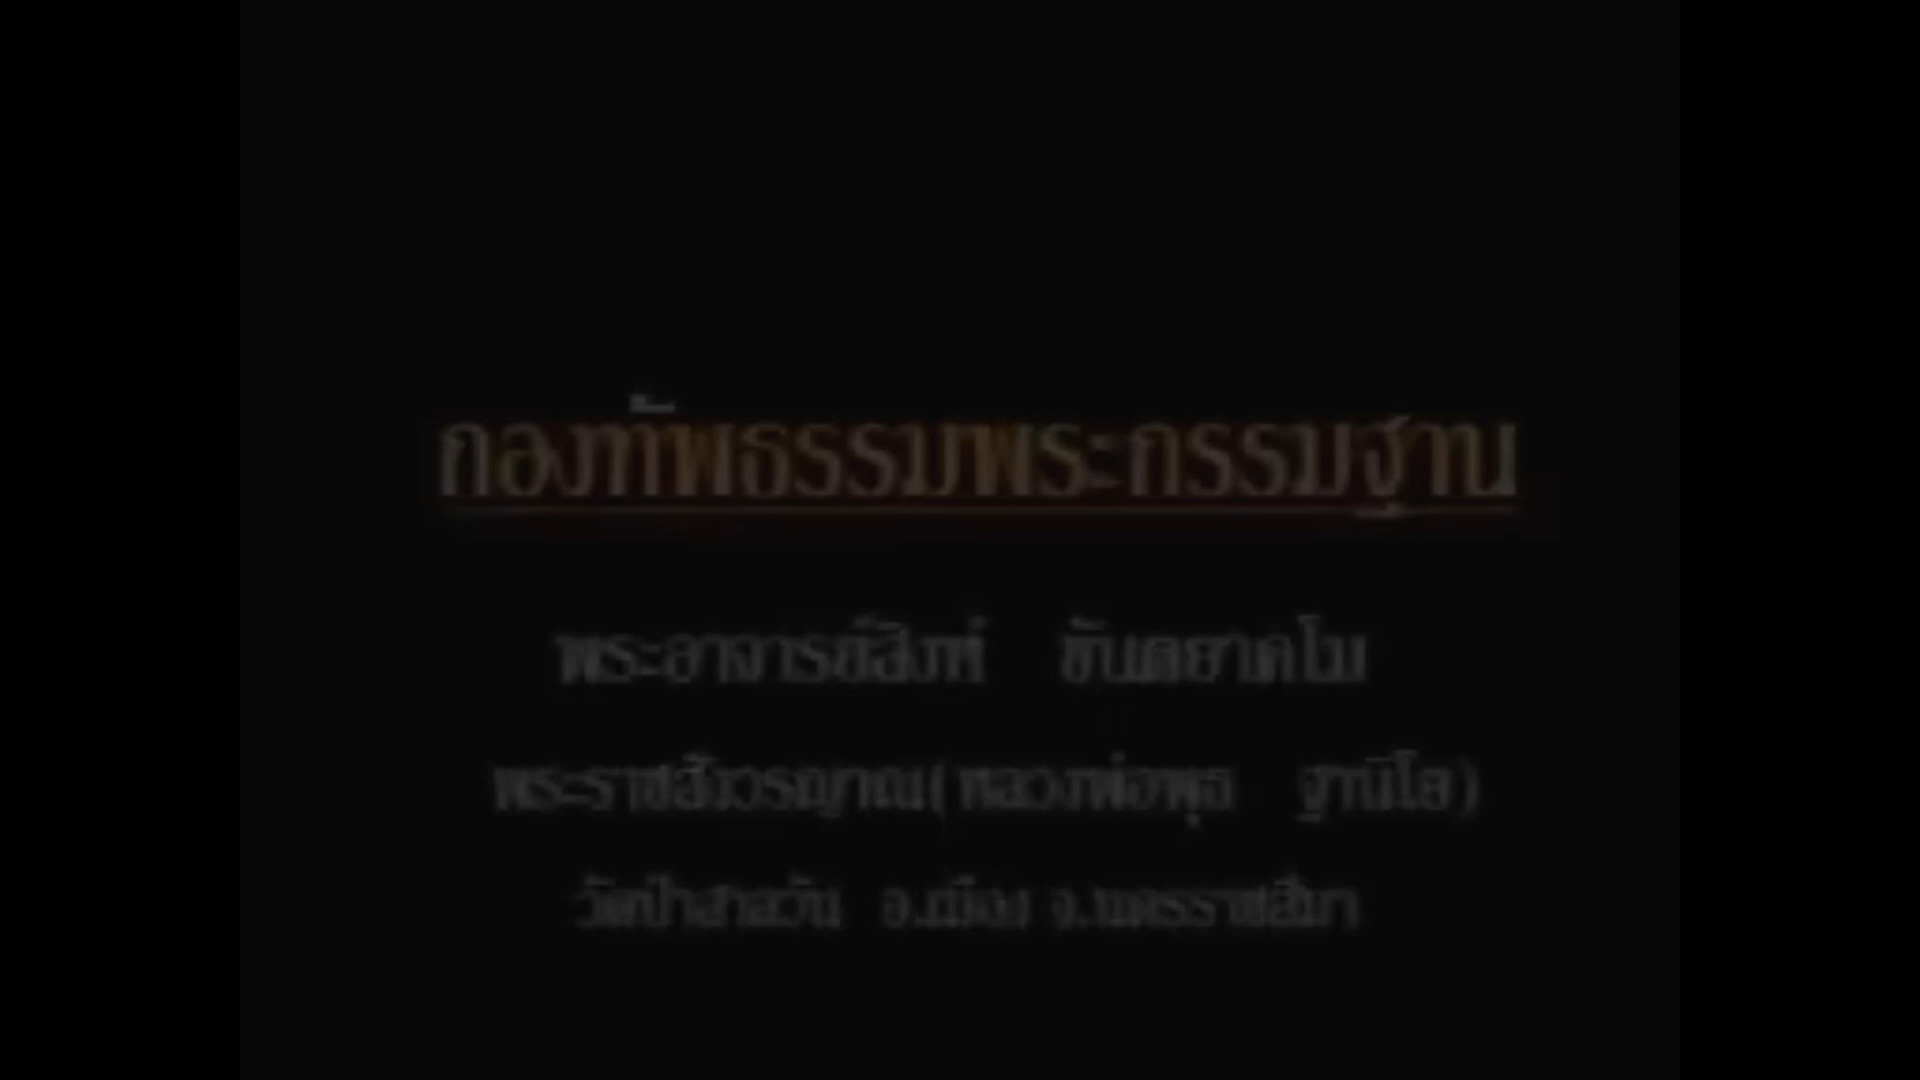 กองทัพธรรมพระกรรมฐาน
พระอาจารย์สิงห์ ขันตยาคโม
พระราชสังวรญาณ(หลวงพ่อพุธ ฐานิโย)
วัดป่าสาลวัน อ.เมือง จ.นครราชสีมา